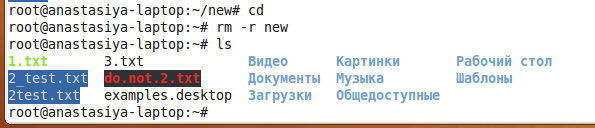 root@anastasiya-laptop:~/new# cd
root@anastasiya-laptop:~# rm -r new
root@anastasiya-laptop:~# ls
1.txt 3.txt Видео Картинки Рабочий стол
2_test.txt do.not.2.txt Документы Музыка Шаблоны
2test.txt examples.desktop Загрузки Общедоступные
root@anastasiya-laptop:~#